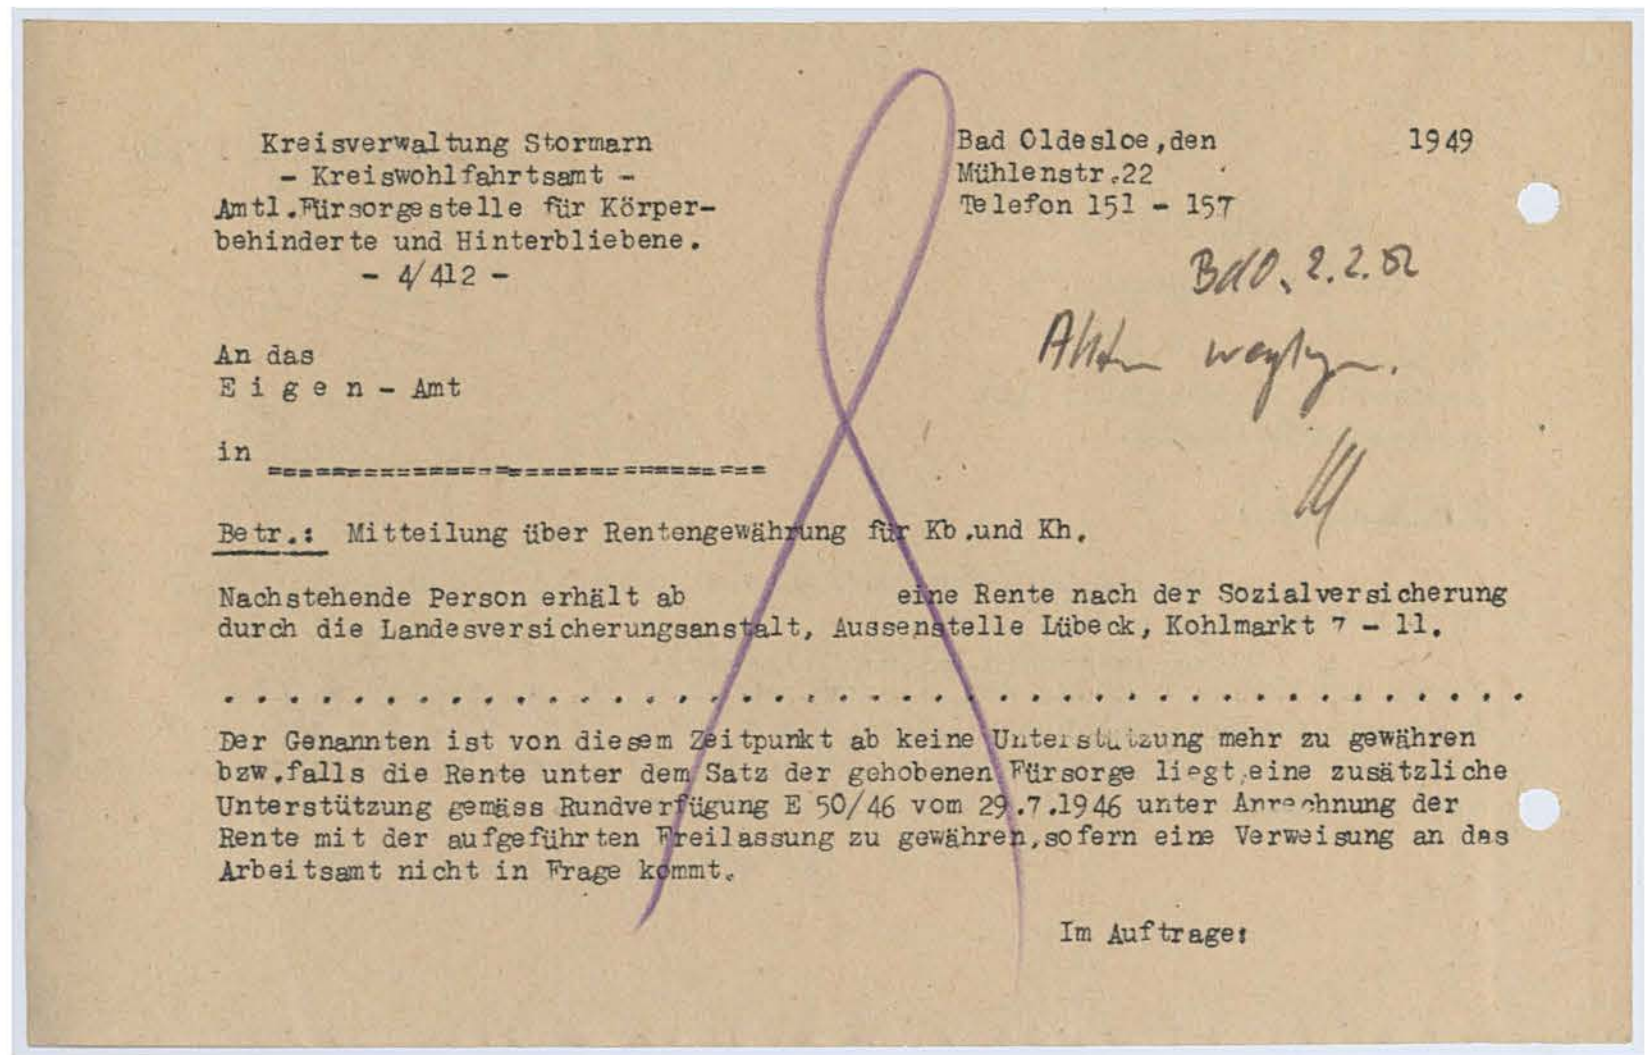 Kreisverwaltung Stormarn
- Kreiswohlfahrtsamt -
Amtl.Fürsorgestelle für Körper-
behinderte und Hinterbliebene.
- 4/412 -
Bad Oldesloe,den 1949
Mühlenstr.22
Telefon 151 - 157
BdO. 2.2.52
Akten
An das
E i g e n - Amt
in ==============================
Betr.: Mitteilung über Rentengewährung für Kb.und Kh.
Nachstehende Person erhält ab eine Rente nach der Sozialversicherung
durch die Landesversicherungsanstalt, Aussenstelle Lübeck, Kohlmarkt 7 - 11.
. . . . . . . . . . . . . . . . . . . . . . . . . . . . . . . . . . . . . . . .
Der Genannten ist von diesem Zeitpunkt ab keine Unterstützung mehr zu gewähren
bzw.falls die Rente unter dem Satz der gehobenen Fürsorge liegt,eine zusätzliche
Unterstützung gemäss Rundverfügung E 50/46 vom 29.7.1946 unter Anrechnung der
Rente mit der aufgeführten Freilassung zu gewähren,sofern eine Verweisung an das
Arbeitsamt nicht in Frage kommt.
Im Auftrage: